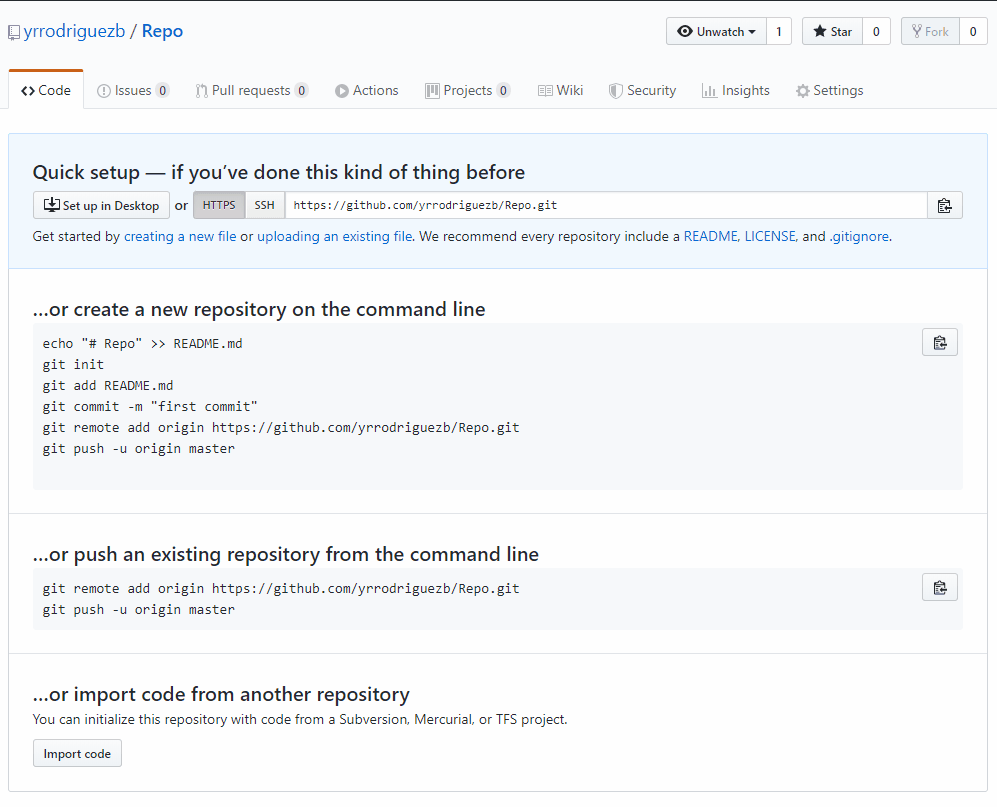 yrrodriguezb / Repo
Unwatch 1 Star 0 Fork 0
Code Issues 0 Pull requests 0 Actions Projects 0 Wiki Security Insights Settings
Quick setup — if you’ve done this kind of thing before
Set up in Desktop or HTTPS SSH https://github.com/yrrodriguezb/Repo.git
Get started by creating a new file or uploading an existing file. We recommend every repository include a README, LICENSE, and .gitignore.
…or create a new repository on the command line
echo "# Repo" >> README.md
git init
git add README.md
git commit -m "first commit"
git remote add origin https://github.com/yrrodriguezb/Repo.git
git push -u origin master
…or push an existing repository from the command line
git remote add origin https://github.com/yrrodriguezb/Repo.git
git push -u origin master
…or import code from another repository
You can initialize this repository with code from a Subversion, Mercurial, or TFS project.
Import code